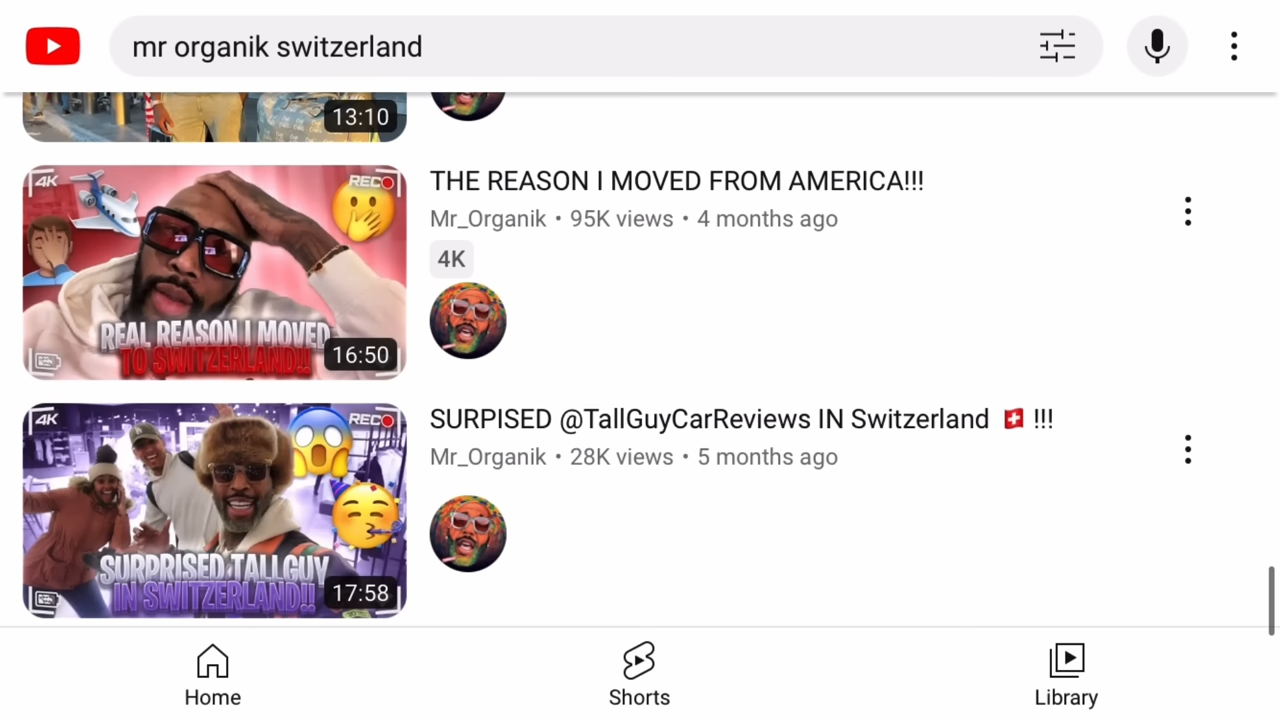 mr organik switzerland
13:10
4K
REC
REAL REASON I MOVED
TO SWITZERLAND!!
16:50
THE REASON I MOVED FROM AMERICA!!!
Mr_Organik • 95K views • 4 months ago
4K
4K
REC
SURPRISED TALLGUY
IN SWITZERLAND!!
17:58
SURPISED @TallGuyCarReviews IN Switzerland 🇨🇭 !!!
Mr_Organik • 28K views • 5 months ago
Home
Shorts
Library